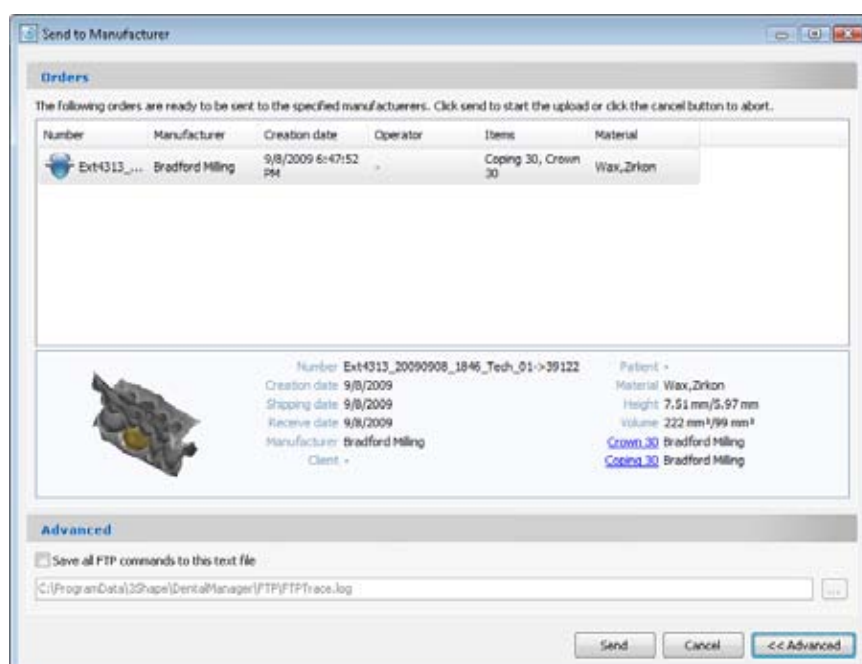 Send to Manufacturer
Orders
The following orders are ready to be sent to the specified manufactuerers. Click send to start the upload or click the cancel button to abort.
Number Manufacturer Creation date Operator Items Material
Ext4313_... Bradford Milling 9/8/2009 6:47:52 PM - Coping 30, Crown 30 Wax,Zirkon
Number Ext4313_20090908_1846_Tech_01->39122 Patient -
Creation date 9/8/2009 Material Wax,Zirkon
Shipping date 9/8/2009 Height 7.51 mm/5.97 mm
Receive date 9/8/2009 Volume 222 mm³/99 mm³
Manufacturer Bradford Milling Crown 30 Bradford Milling
Client - Coping 30 Bradford Milling
Advanced
Save all FTP commands to this text file
C:\ProgramData\3Shape\DentalManager\FTP\FTPTrace.log ...
Send Cancel << Advanced